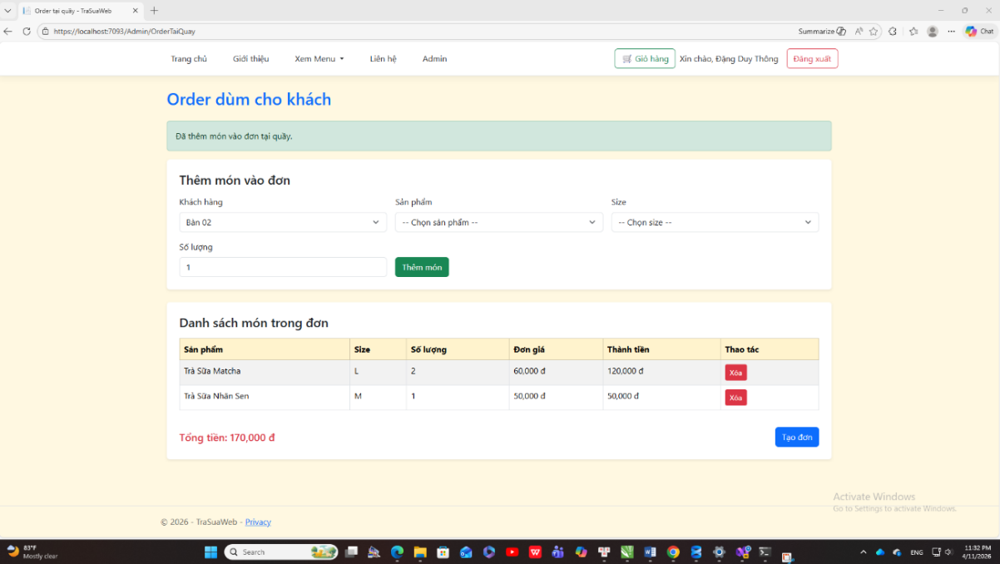 Order tại quầy - TraSuaWeb
https://localhost:7093/Admin/OrderTaiQuay
Summarize
Chat
Trang chủ Giới thiệu Xem Menu Liên hệ Admin Giỏ hàng Xin chào, Đặng Duy Thông Đăng xuất
Order dùm cho khách
Đã thêm món vào đơn tại quầy.
Thêm món vào đơn
Khách hàng Sản phẩm Size
Bàn 02 -- Chọn sản phẩm -- -- Chọn size --
Số lượng
1 Thêm món
Danh sách món trong đơn
Sản phẩm Size Số lượng Đơn giá Thành tiền Thao tác
Trà Sữa Matcha L 2 60,000 đ 120,000 đ Xóa
Trà Sữa Nhãn Sen M 1 50,000 đ 50,000 đ Xóa
Tổng tiền: 170,000 đ Tạo đơn
Activate Windows
Go to Settings to activate Windows.
© 2026 - TraSuaWeb - Privacy
83°F
Mostly clear
Search
ENG
11:32 PM
4/11/2026